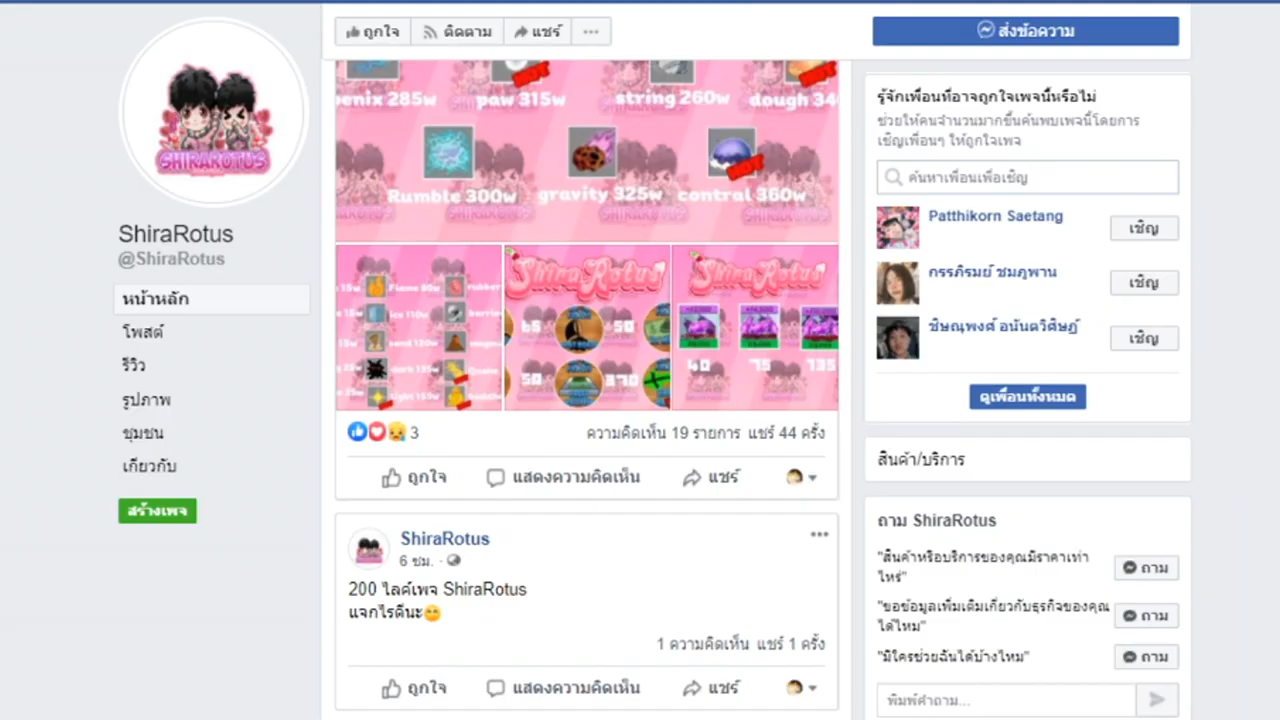 SHIRAROTUS
ShiraRotus
@ShiraRotus
หน้าหลัก
โพสต์
รีวิว
รูปภาพ
ชุมชน
เกี่ยวกับ
สร้างเพจ
ถูกใจ
ติดตาม
แชร์
ส่งข้อความ
285w
paw 315w
string 260w
dough
Rumble 300w
gravity 325w
contral 360w
ShiraRotus
ShiraRotus
3
ความคิดเห็น 19 รายการ แชร์ 44 ครั้ง
ถูกใจ
แสดงความคิดเห็น
แชร์
ShiraRotus
6 ชม.
200 ไลค์เพจ ShiraRotus
แจกไรดีนะ
1 ความคิดเห็น แชร์ 1 ครั้ง
ถูกใจ
แสดงความคิดเห็น
แชร์
รู้จักเพื่อนที่อาจถูกใจเพจนี้หรือไม่
ช่วยให้คนจำนวนมากขึ้นค้นพบเพจนี้โดยการ
เชิญเพื่อนๆ ให้ถูกใจเพจ
ค้นหาเพื่อนเพื่อเชิญ
Patthikorn Saetang
เชิญ
กรรภิรมย์ ชมภูพาน
เชิญ
ชิษณุพงศ์ อนันตวิศิษฏ์
เชิญ
ดูเพื่อนทั้งหมด
สินค้า/บริการ
ถาม ShiraRotus
"สินค้าหรือบริการของคุณมีราคาเท่า
ไหร่"
ถาม
"ขอข้อมูลเพิ่มเติมเกี่ยวกับธุรกิจของคุณ
ได้ไหม"
ถาม
"มีใครช่วยฉันได้บ้างไหม"
ถาม
พิมพ์คำถาม...